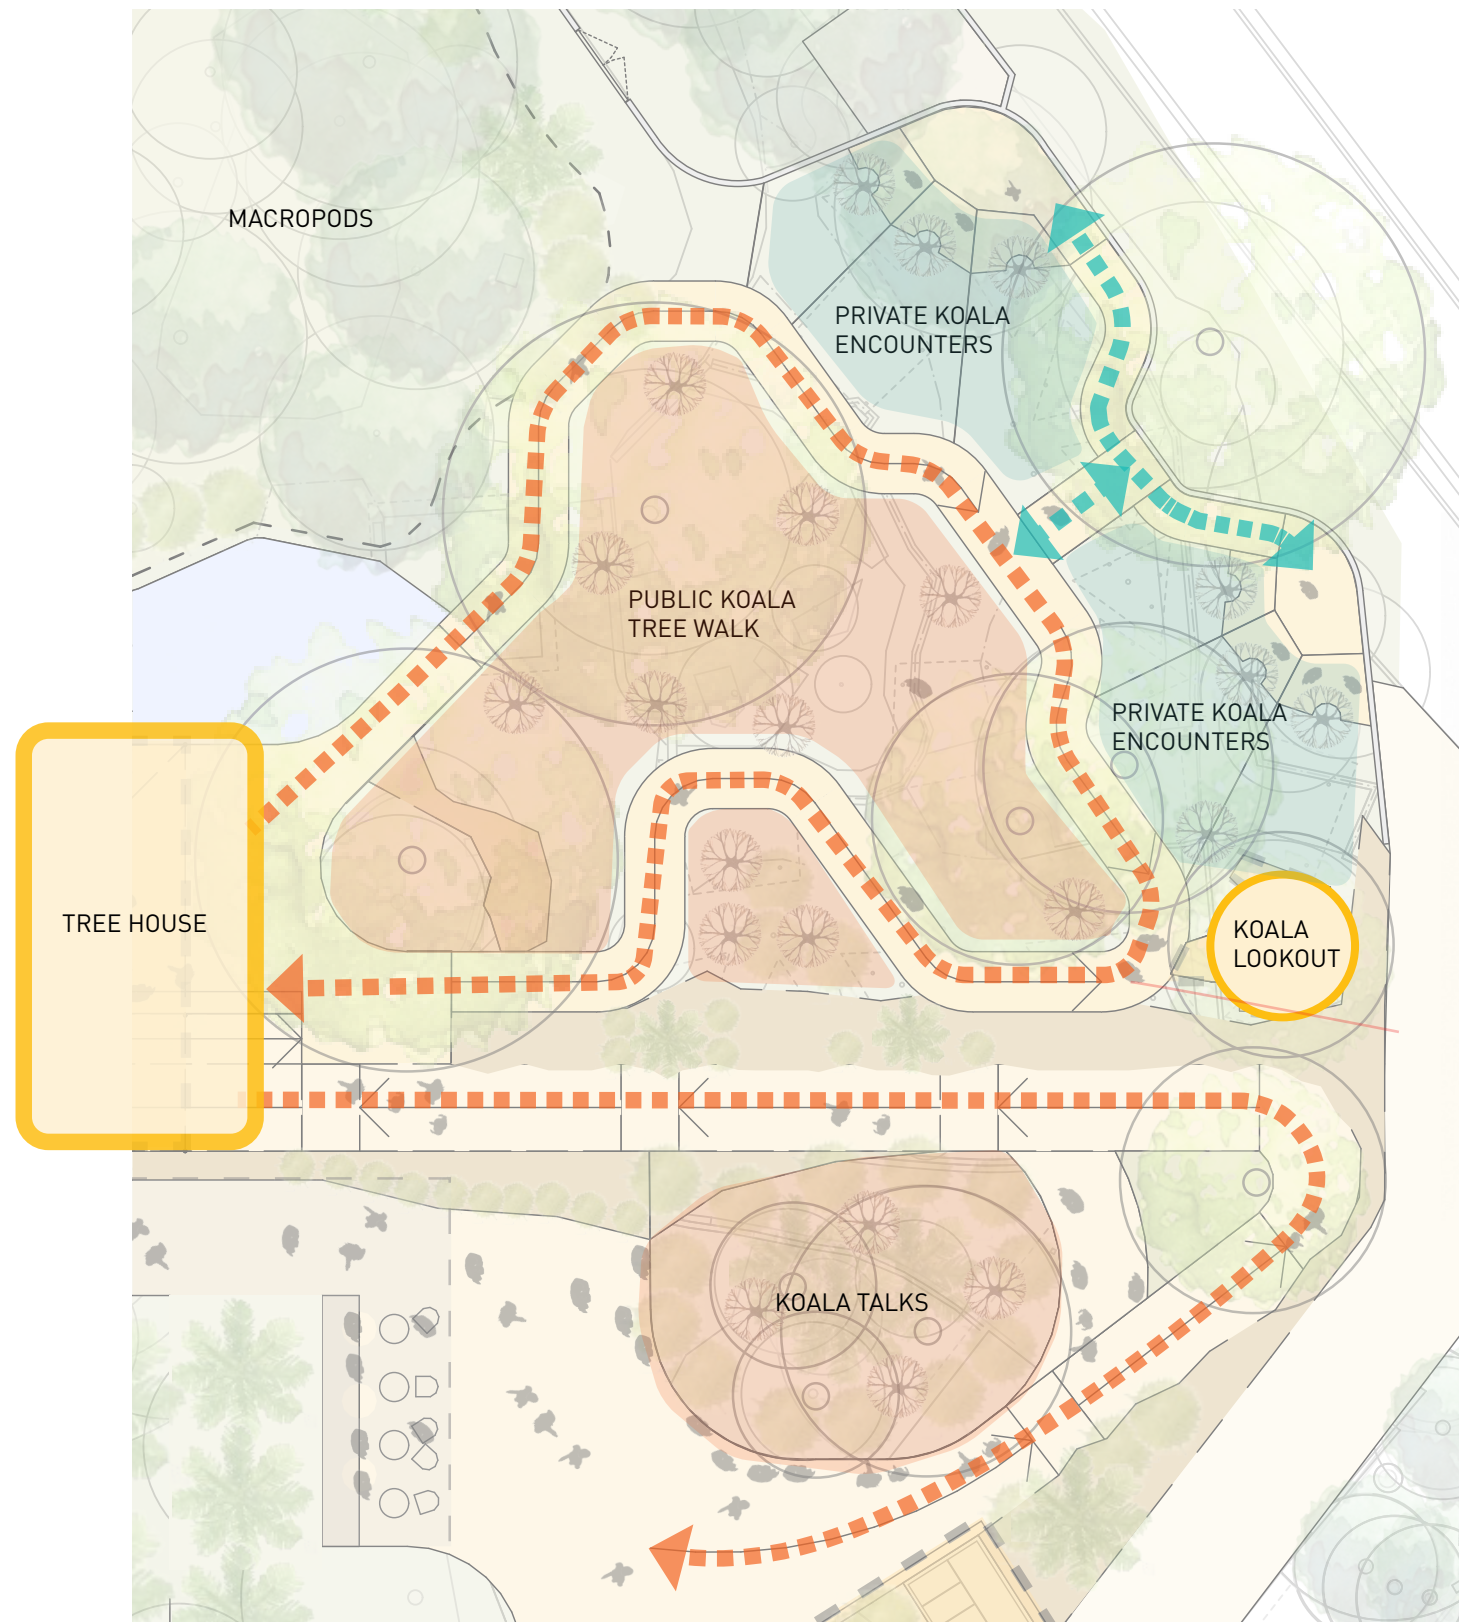 MACROPODS
PRIVATE KOALA
ENCOUNTERS
PUBLIC KOALA
TREE WALK
PRIVATE KOALA
ENCOUNTERS
TREE HOUSE
KOALA
LOOKOUT
KOALA TALKS